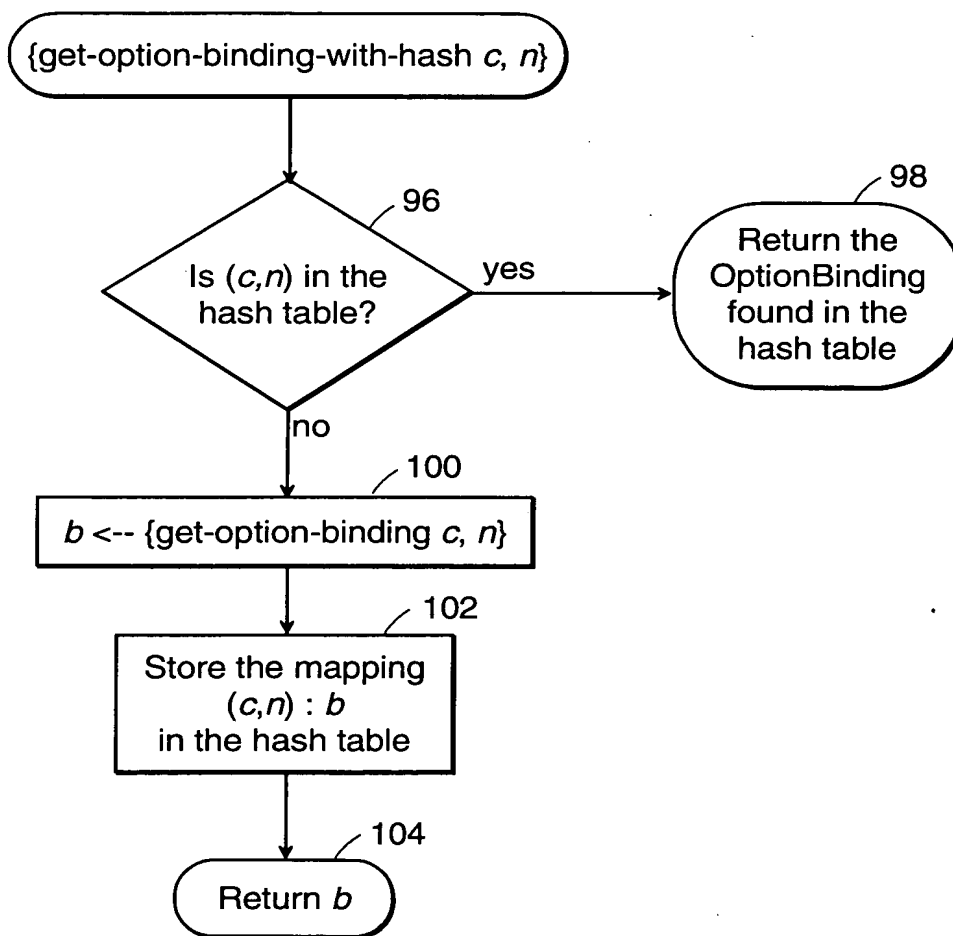 {get-option-binding-with-hash c, n}
96
98
Is (c,n) in the
hash table?
yes
Return the
OptionBinding
found in the
hash table
no
100
b <-- {get-option-binding c, n}
102
Store the mapping
(c,n) : b
in the hash table
104
Return b